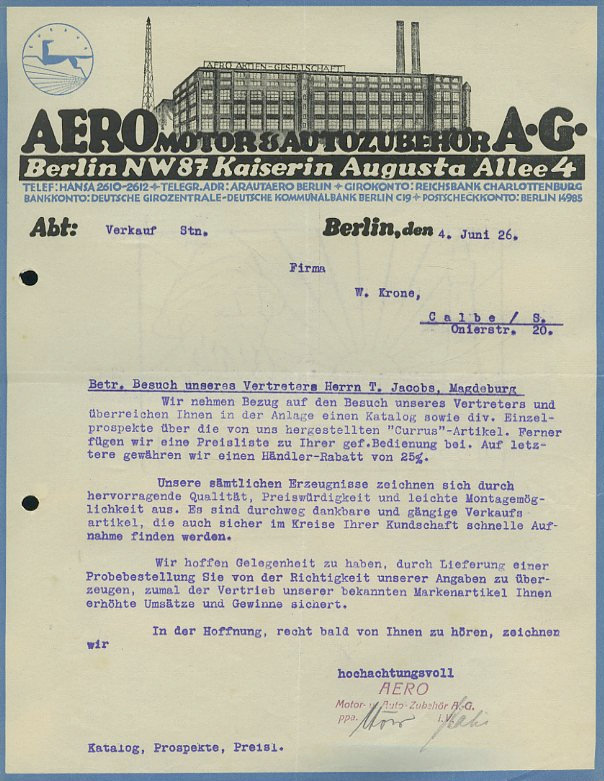 CURRUS
AERO AKTIEN-GESELLSCHAFT
AERO MOTOR & AUTOZUBEHÖR A·G·
Berlin NW 87 Kaiserin Augusta Allee 4
TELEF: HANSA 2610-2612 + TELEGR. ADR: ARAUTAERO BERLIN + GIROKONTO: REICHSBANK CHARLOTTENBURG
BANKKONTO: DEUTSCHE GIROZENTRALE-DEUTSCHE KOMMUNALBANK BERLIN C19 + POSTSCHECKKONTO: BERLIN 14985
Abt: Verkauf Stn. Berlin, den 4. Juni 26.
Firma
W. Krone,
Calbe / S.
Onierstr. 20.
Betr. Besuch unseres Vertreters Herrn T. Jacobs, Magdeburg
Wir nehmen Bezug auf den Besuch unseres Vertreters und
überreichen Ihnen in der Anlage einen Katalog sowie div. Einzel-
prospekte über die von uns hergestellten "Currus"-Artikel. Ferner
fügen wir eine Preisliste zu Ihrer gef.Bedienung bei. Auf letz-
tere gewähren wir einen Händler-Rabatt von 25%.
Unsere sämtlichen Erzeugnisse zeichnen sich durch
hervorragende Qualität, Preiswürdigkeit und leichte Montagemög-
lichkeit aus. Es sind durchweg dankbare und gängige Verkaufs
artikel, die auch sicher im Kreise Ihrer Kundschaft schnelle Auf-
nahme finden werden.
Wir hoffen Gelegenheit zu haben, durch Lieferung einer
Probebestellung Sie von der Richtigkeit unserer Angaben zu über-
zeugen, zumal der Vertrieb unserer bekannten Markenartikel Ihnen
erhöhte Umsätze und Gewinne sichert.
In der Hoffnung, recht bald von Ihnen zu hören, zeichnen
wir
hochachtungsvoll
AERO
Motor- u. Auto-Zubehör A.-G.
ppa. i.V.
Katalog, Prospekte, Preisl.